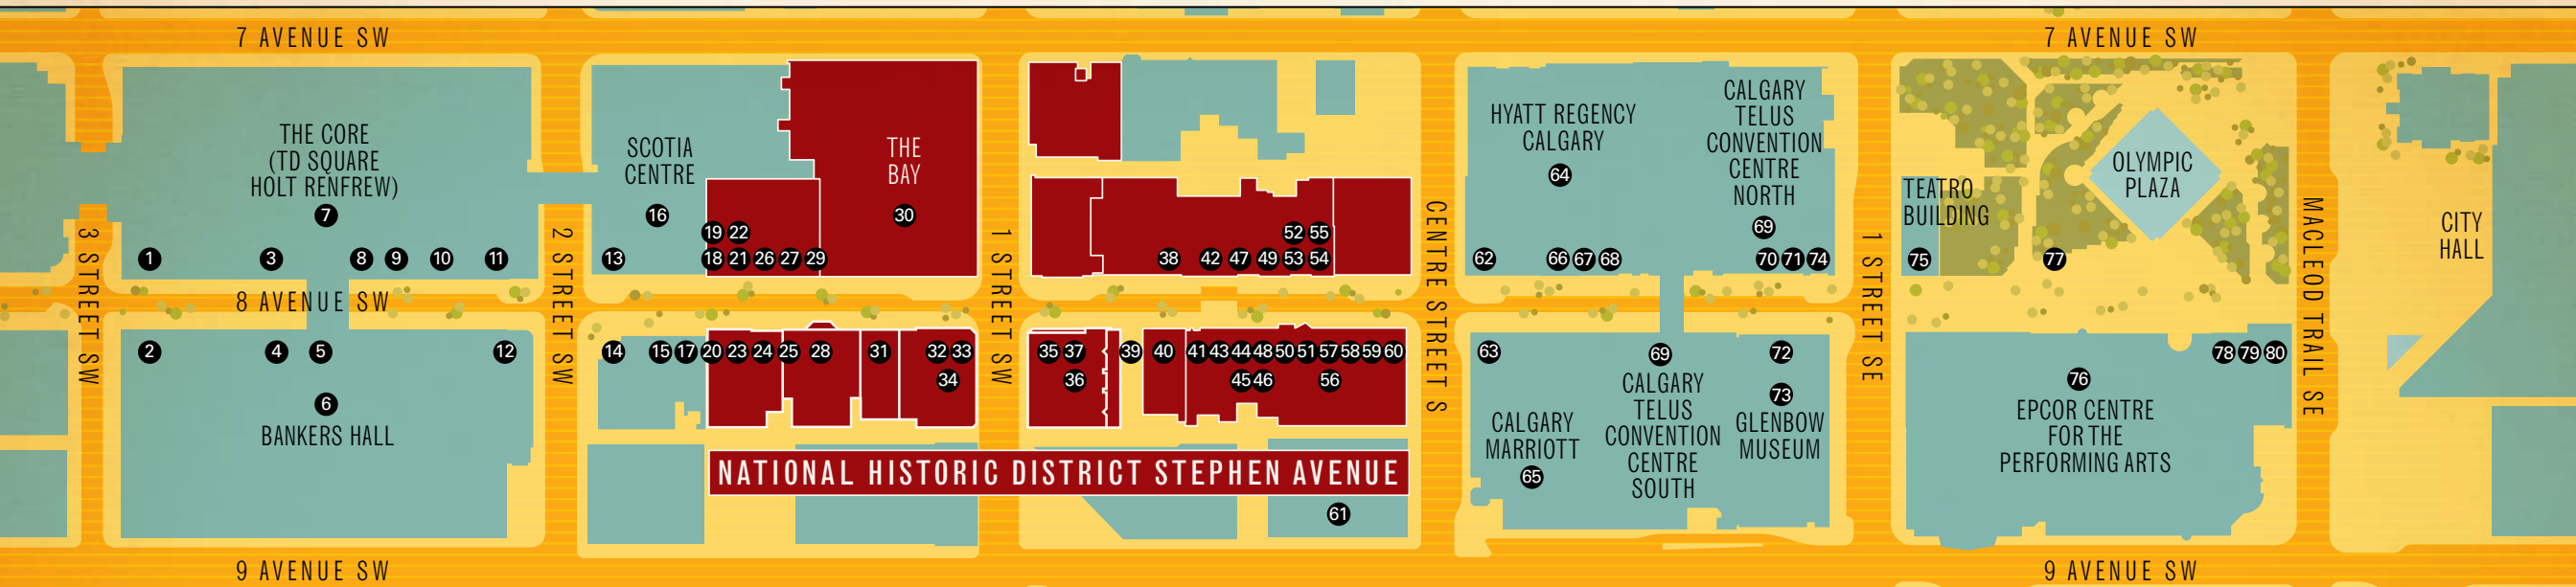 7 AVENUE SW
7 AVENUE SW
THE CORE
(TD SQUARE
HOLT RENFREW)
7
1
3
8
9
10
11
3 STREET SW
8 AVENUE SW
2
4
5
12
6
BANKERS HALL
2 STREET SW
SCOTIA
CENTRE
16
THE
BAY
30
19
22
13
18
21
26
27
29
14
15
17
20
23
24
25
28
31
32
33
34
1 STREET SW
52
55
38
42
47
49
53
54
35
37
39
40
41
43
44
48
50
51
57
58
59
60
36
45
46
56
NATIONAL HISTORIC DISTRICT STEPHEN AVENUE
61
CENTRE STREET S
HYATT REGENCY
CALGARY
64
CALGARY
TELUS
CONVENTION
CENTRE
NORTH
69
62
66
67
68
70
71
74
63
69
72
73
CALGARY
MARRIOTT
65
CALGARY
TELUS
CONVENTION
CENTRE
SOUTH
GLENBOW
MUSEUM
1 STREET SE
TEATRO
BUILDING
75
77
OLYMPIC
PLAZA
78
79
80
76
EPCOR CENTRE
FOR THE
PERFORMING ARTS
MACLEOD TRAIL SE
CITY
HALL
9 AVENUE SW
9 AVENUE SW